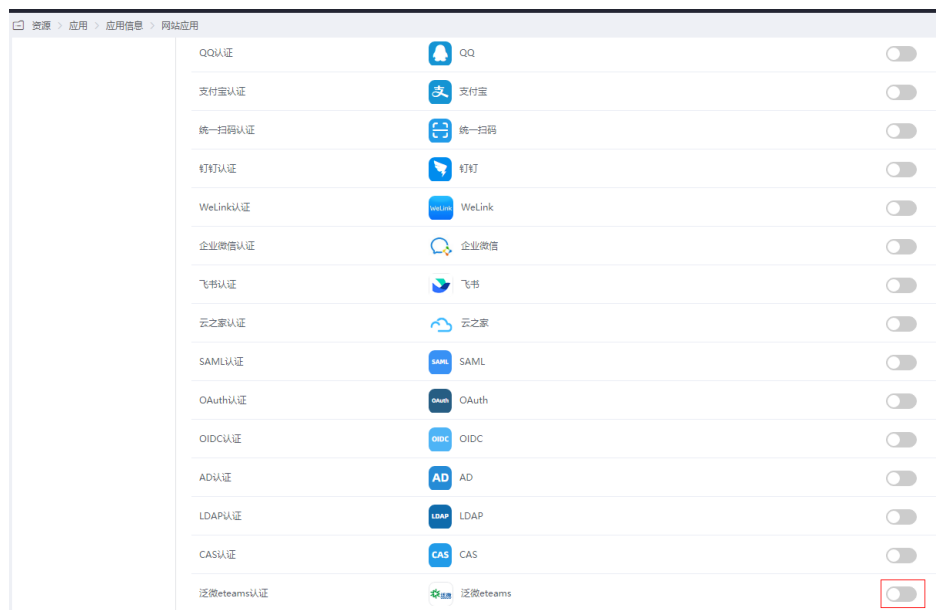 资源 > 应用 > 应用信息 > 网站应用
QQ认证 QQ
支付宝认证 支 支付宝
统一扫码认证 统一扫码
钉钉认证 钉钉
WeLink认证 WeLink WeLink
企业微信认证 企业微信
飞书认证 飞书
云之家认证 云之家
SAML认证 SAML SAML
OAuth认证 OAuth OAuth
OIDC认证 OIDC OIDC
AD认证 AD AD
LDAP认证 LDAP LDAP
CAS认证 CAS CAS
泛微eteams认证 泛微eteams